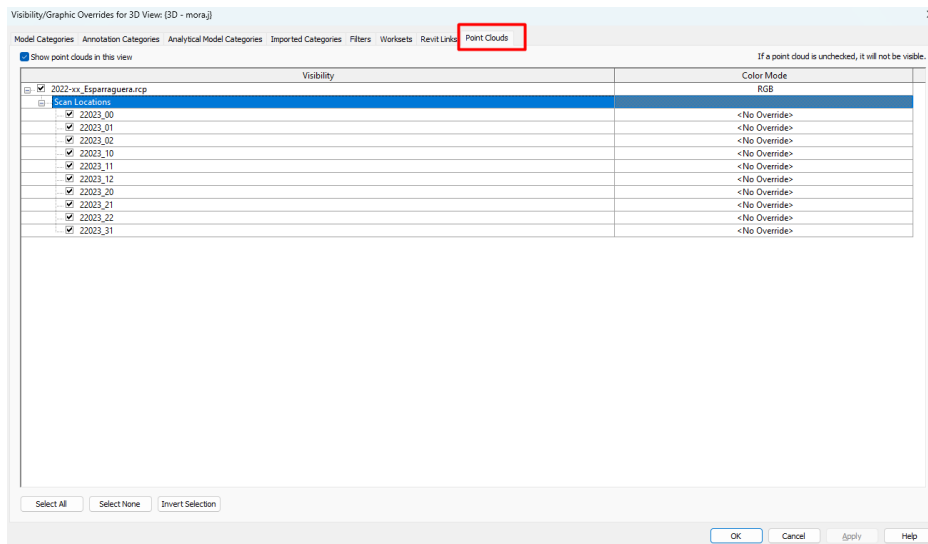 Visibility/Graphic Overrides for 3D View: {3D - mora.j}
Model Categories Annotation Categories Analytical Model Categories Imported Categories Filters Worksets Revit Links Point Clouds
Show point clouds in this view If a point cloud is unchecked, it will not be visible.
Visibility Color Mode
2022-xx_Esparraguera.rcp RGB
Scan Locations
22023_00 <No Override>
22023_01 <No Override>
22023_02 <No Override>
22023_10 <No Override>
22023_11 <No Override>
22023_12 <No Override>
22023_20 <No Override>
22023_21 <No Override>
22023_22 <No Override>
22023_31 <No Override>
Select All Select None Invert Selection
OK Cancel Apply Help